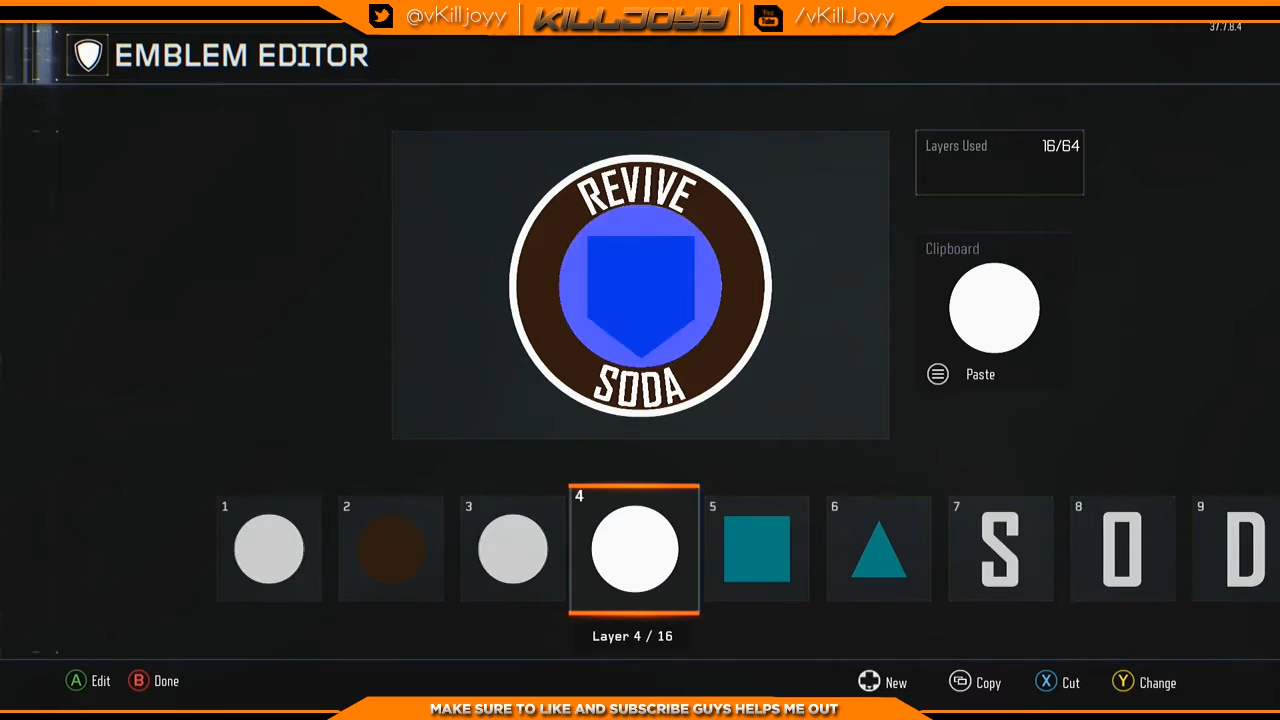 @vKilljoyy KILLJOYY /vKillJoyy
You Tube
37.7.8.4
EMBLEM EDITOR
Layers Used 16/64
REVIVE
SODA
Clipboard
Paste
1 2 3 4 5 6 7 8 9
S O D
Layer 4 / 16
A Edit B Done New Copy X Cut Y Change
MAKE SURE TO LIKE AND SUBSCRIBE GUYS HELPS ME OUT